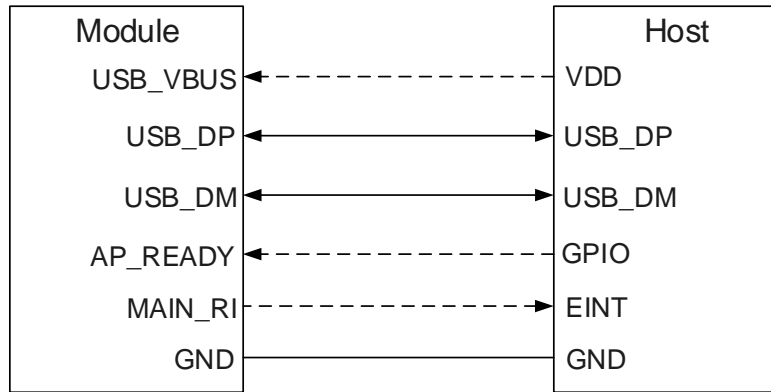 Module Host
USB_VBUS VDD
USB_DP USB_DP
USB_DM USB_DM
AP_READY GPIO
MAIN_RI EINT
GND GND